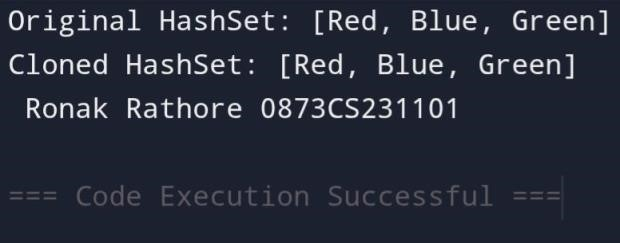 Original HashSet: [Red, Blue, Green]
Cloned HashSet: [Red, Blue, Green]
Ronak Rathore 0873CS231101
=== Code Execution Successful ===